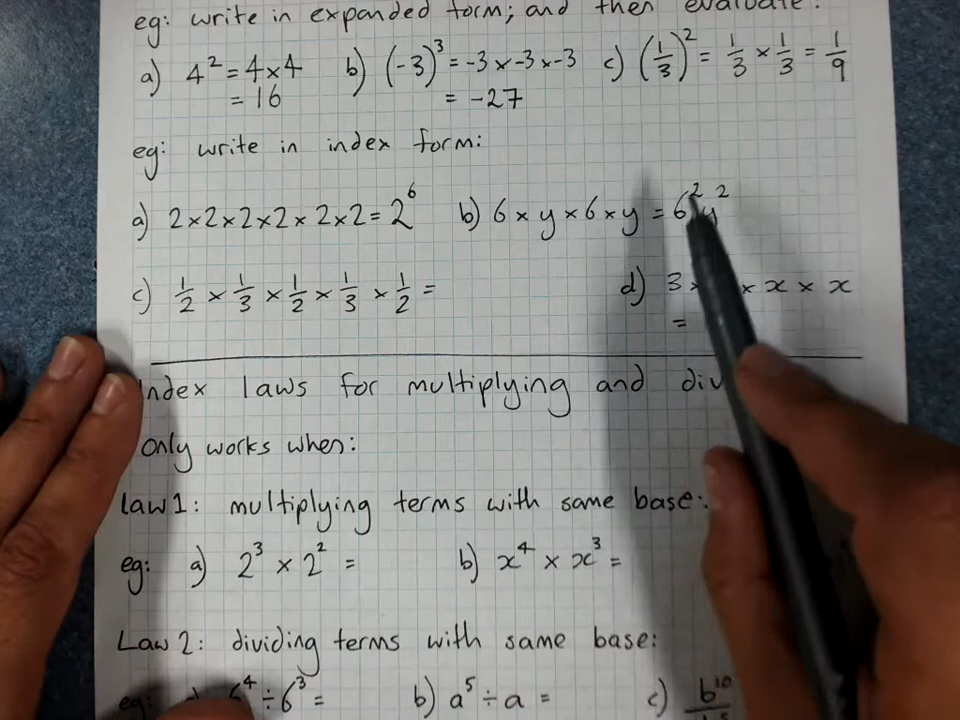 eg: write in expanded form; and then evaluate:
a) 4² = 4×4 b) (-3)³ = -3×-3×-3 c) (1/3)² = 1/3 × 1/3 = 1/9
= 16 = -27
eg: write in index form:
a) 2×2×2×2×2×2 = 2⁶ b) 6 × y × 6 × y = 6²y²
c) 1/2 × 1/3 × 1/2 × 1/3 × 1/2 = d) 3 × × x × x
=
Index laws for multiplying and
only works when:
Law 1: multiplying terms with same base:
eg: a) 2³ × 2² = b) x⁴ × x³ =
Law 2: dividing terms with same base:
eg: 6⁴ ÷ 6³ = b) a⁵ ÷ a = c) b¹⁰